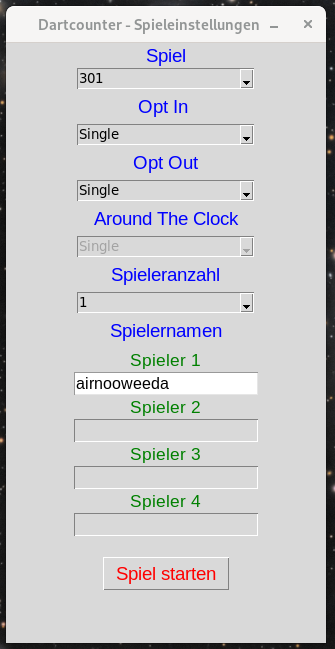 Dartcounter - Spieleinstellungen
Spiel
301
Opt In
Single
Opt Out
Single
Around The Clock
Single
Spieleranzahl
1
Spielernamen
Spieler 1
airnooweeda
Spieler 2
Spieler 3
Spieler 4
Spiel starten